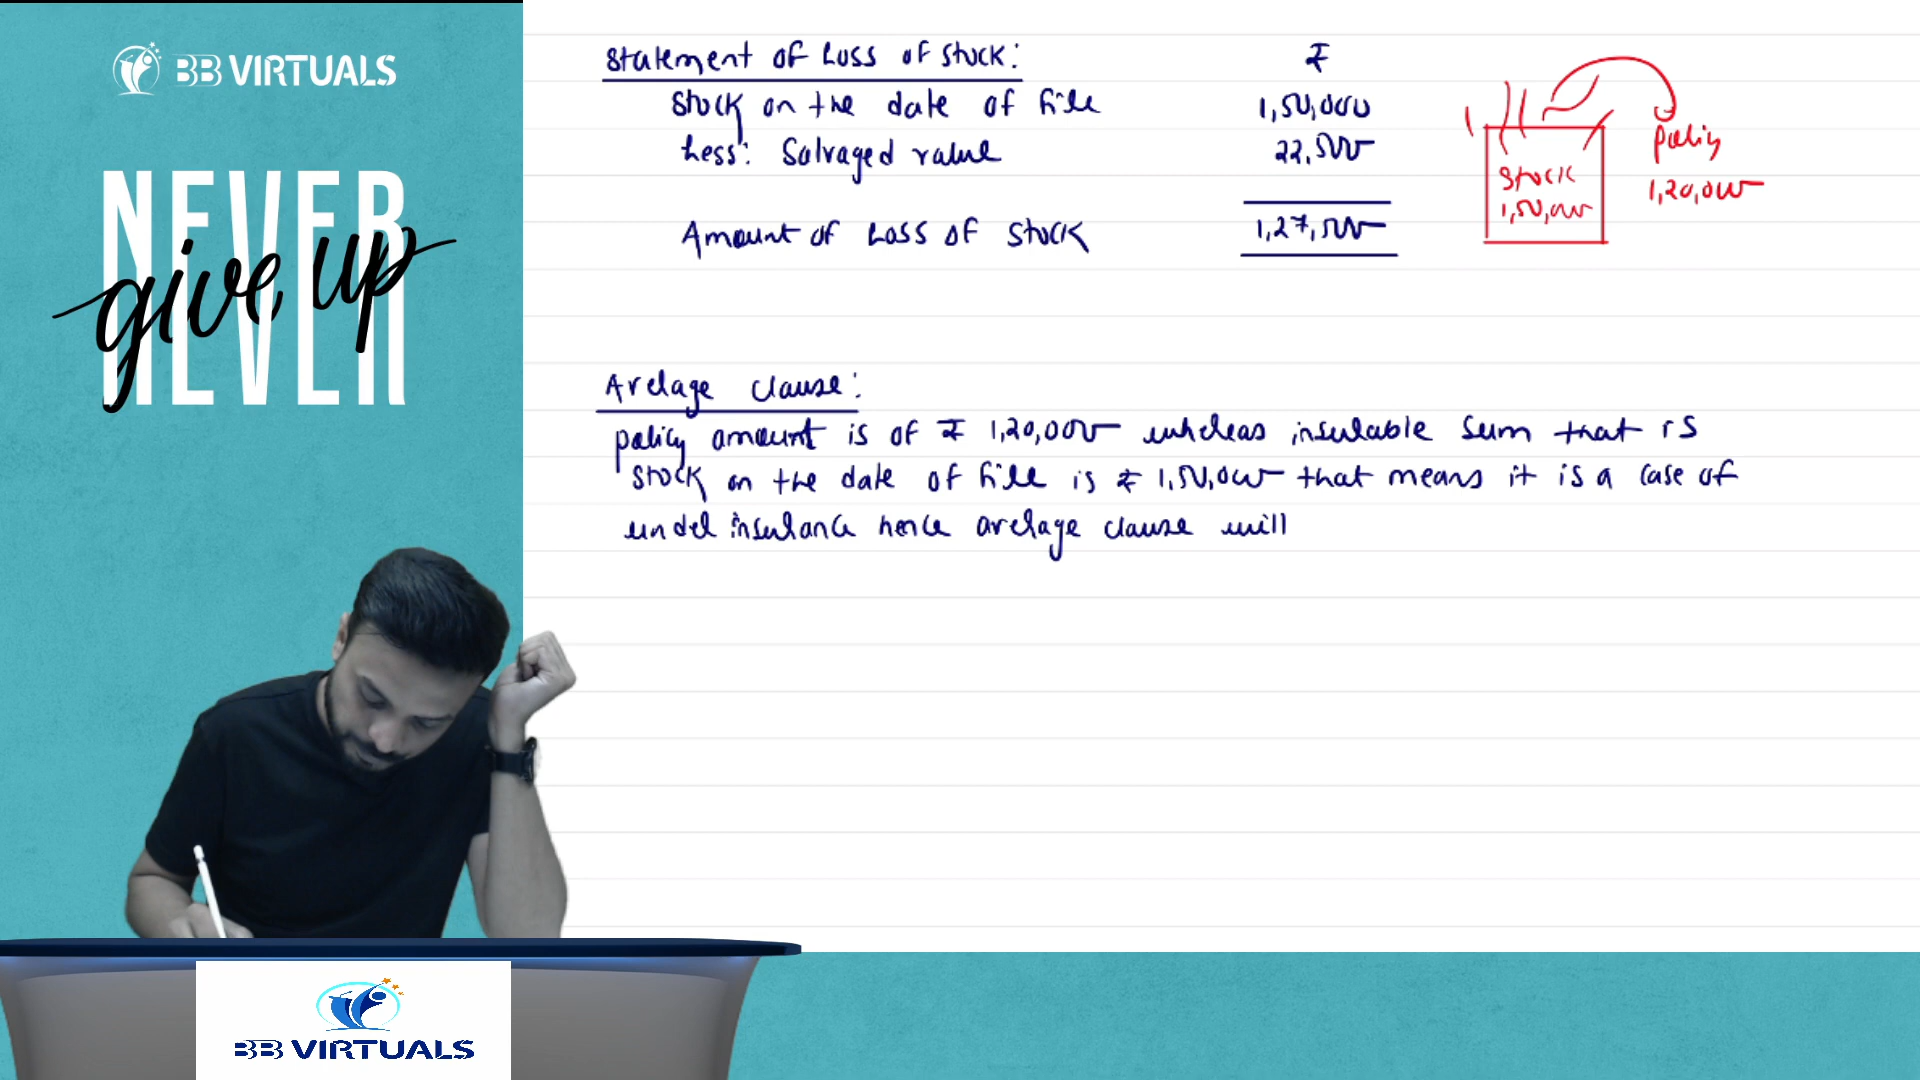 BB VIRTUALS
NEVER
give up
NEVER
Statement of Loss of Stock: ₹
Stock on the date of fire 1,50,000
Less: Salvaged value 22,500
Amount of Loss of Stock 1,27,500
Stock
1,50,000
Policy
1,20,000
Average clause:
policy amount is of ₹ 1,20,000 whereas insurable sum that is
stock on the date of fire is ₹ 1,50,000 that means it is a case of
under insurance hence average clause will
BB VIRTUALS